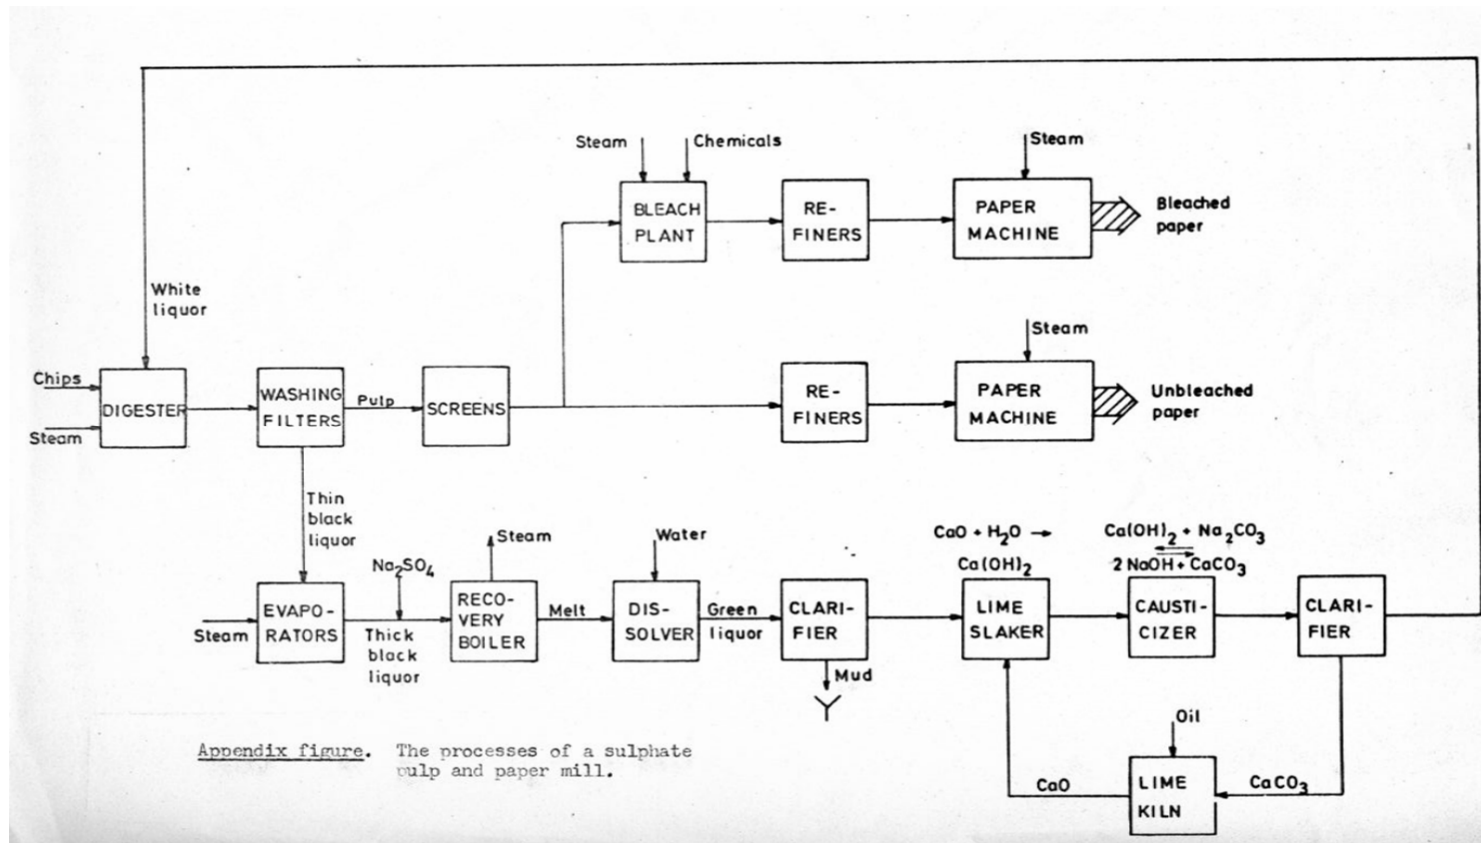 Steam
Chemicals
Steam
BLEACH
PLANT
RE-
FINERS
PAPER
MACHINE
Bleached
paper
White
liquor
Steam
Chips
Steam
DIGESTER
WASHING
FILTERS
Pulp
SCREENS
RE-
FINERS
PAPER
MACHINE
Unbleached
paper
Thin
black
liquor
Na2SO4
Steam
Water
CaO + H2O →
Ca(OH)2
Ca(OH)2 + Na2CO3
⇌
2 NaOH + CaCO3
Steam
EVAPO-
RATORS
Thick
black
liquor
RECO-
VERY
BOILER
Melt
DIS-
SOLVER
Green
liquor
CLARI-
FIER
Mud
LIME
SLAKER
CAUSTI-
CIZER
CLARI-
FIER
Oil
CaO
LIME
KILN
CaCO3
Appendix figure. The processes of a sulphate
pulp and paper mill.